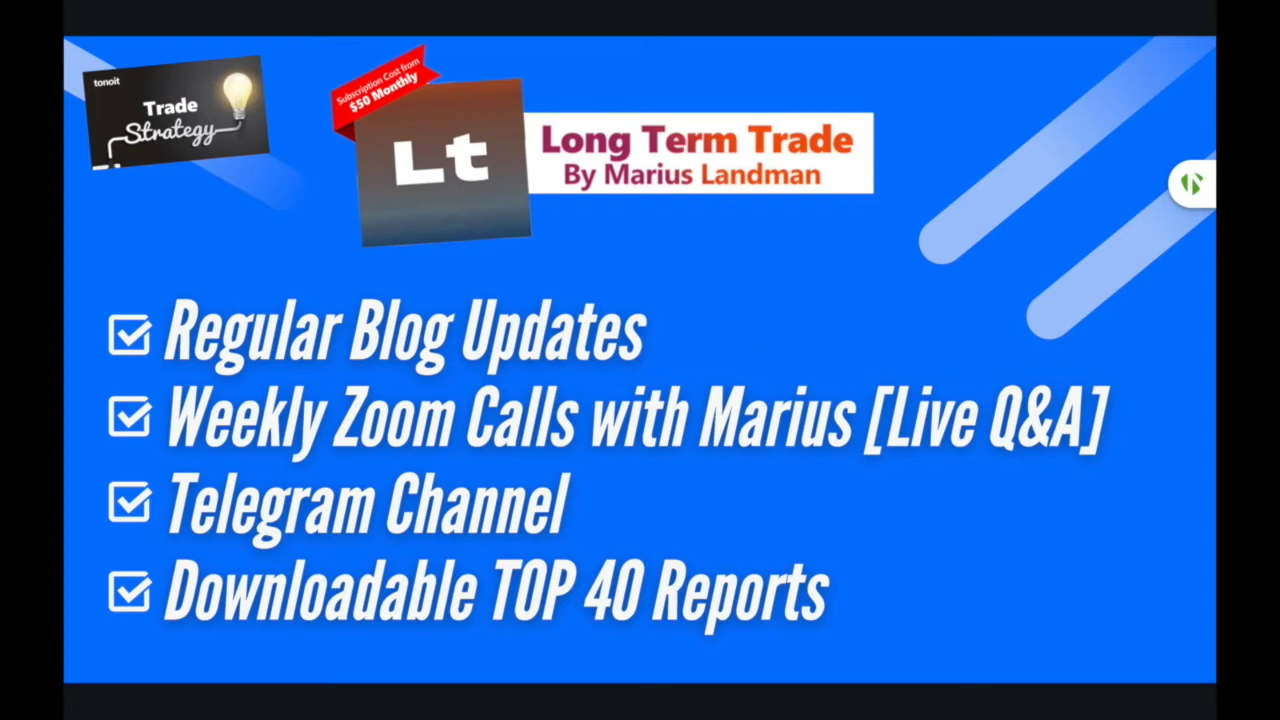 tonoit
Trade
Strategy
Subscription Cost from
$50 Monthly
Lt
Long Term Trade
By Marius Landman
Regular Blog Updates
Weekly Zoom Calls with Marius [Live Q&A]
Telegram Channel
Downloadable TOP 40 Reports